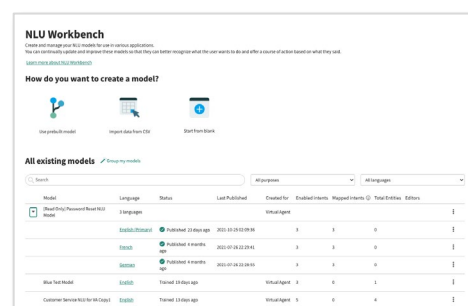 NLU Workbench
Create and manage your NLU models for use in various applications.
You can continually update and improve these models so that they can better recognize what the user wants to do and offer a course of action based on what they said.
Learn more about NLU Workbench
How do you want to create a model?
Use prebuilt model Import data from CSV Start from blank
All existing models Group my models
Search All purposes All languages
Model Language Status Last Published Created for Enabled Intents Mapped Intents Total Entities Editors
(Read Only) Password Reset NLU Model 3 languages Virtual Agent
English (Primary) Published 23 days ago 2021-10-25 02:09:36 3 3 0
French Published 4 months ago 2021-07-26 22:29:41 3 3 0
German Published 4 months ago 2021-07-26 3 3 0
Blue Test Model English Trained 19 days ago Virtual Agent 3 0 1
Customer Service NLU for VA Copy1 English Trained 13 days ago Virtual Agent 5 0 4